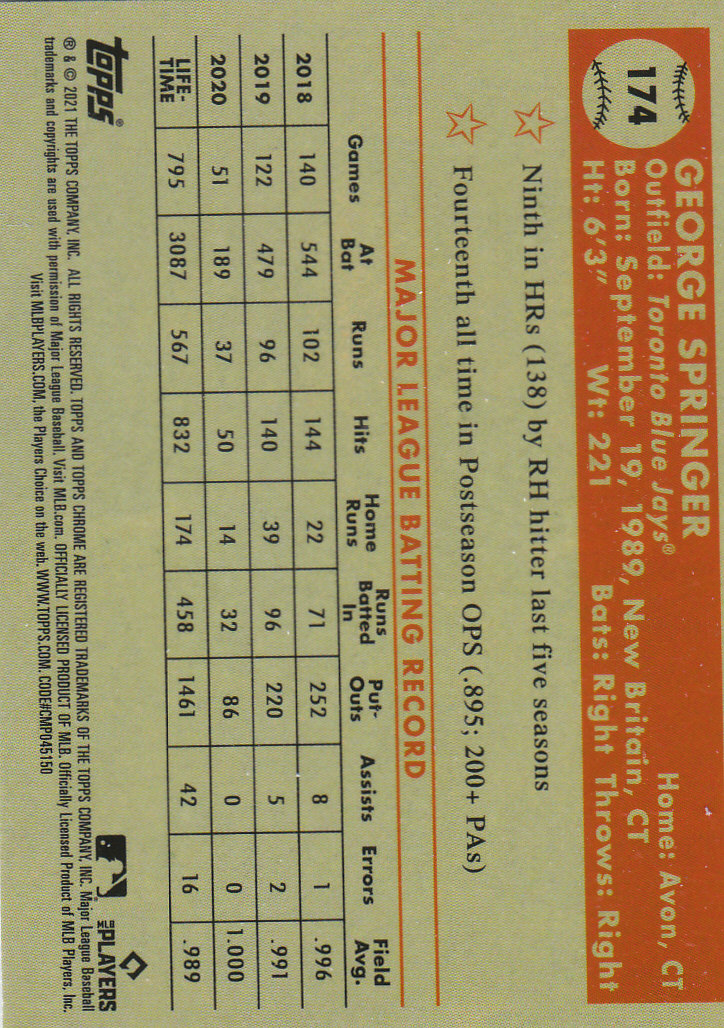 174
GEORGE SPRINGER
Outfield: Toronto Blue Jays® Home: Avon, CT
Born: September 19, 1989, New Britain, CT
Ht: 6'3" Wt: 221 Bats: Right Throws: Right
Ninth in HRs (138) by RH hitter last five seasons
Fourteenth all time in Postseason OPS (.895; 200+ PAs)
MAJOR LEAGUE BATTING RECORD
Games At Bat Runs Hits Home Runs Runs Batted In Put-Outs Assists Errors Field Avg.
2018 140 544 102 144 22 71 252 8 1 .996
2019 122 479 96 140 39 96 220 5 2 .991
2020 51 189 37 50 14 32 86 0 0 1.000
LIFE-TIME 795 3087 567 832 174 458 1461 42 16 .989
topps®
MLB PLAYERS
® & © 2021 THE TOPPS COMPANY, INC. ALL RIGHTS RESERVED. TOPPS AND TOPPS CHROME ARE REGISTERED TRADEMARKS OF THE TOPPS COMPANY, INC. Major League Baseball
trademarks and copyrights are used with permission of Major League Baseball. Visit MLB.com. OFFICIALLY LICENSED PRODUCT OF MLB. Officially Licensed Product of MLB Players, Inc.
Visit MLBPLAYERS.COM, the Players Choice on the web. WWW.TOPPS.COM. CODE#CMP045150